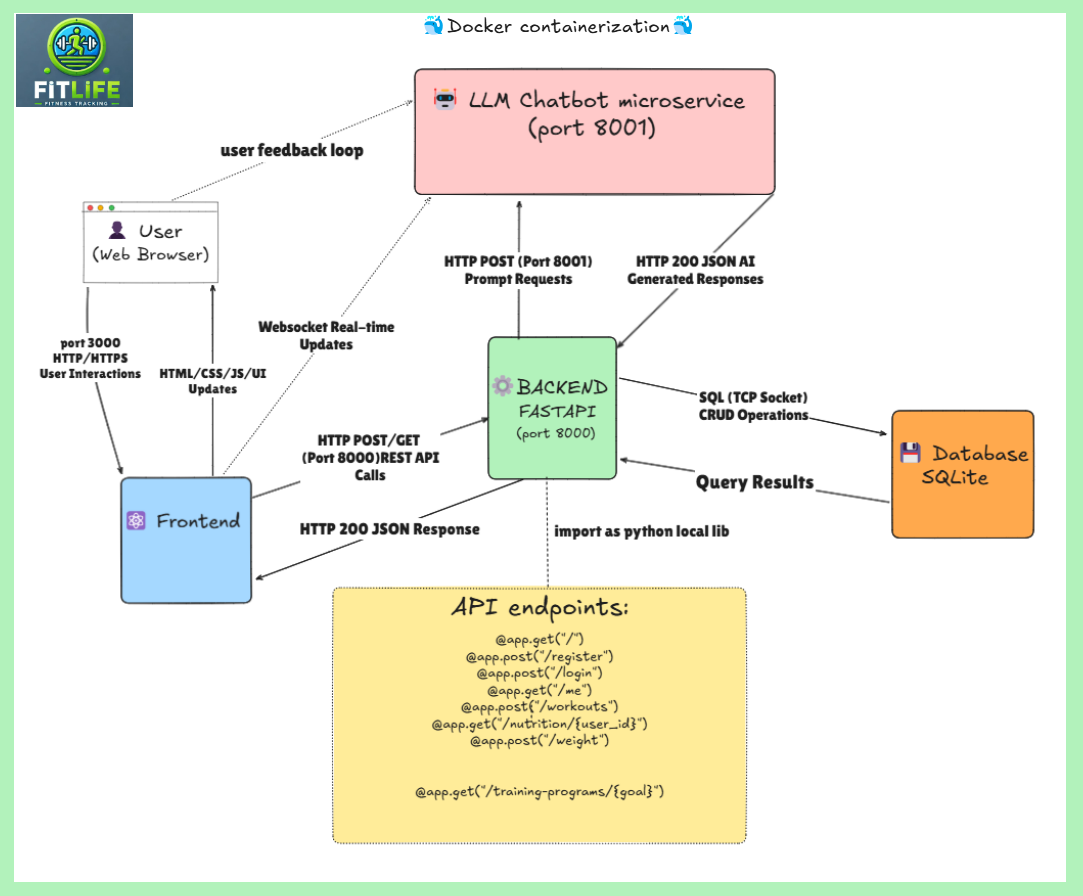 🐳Docker containerization🐳
FiTLiFE
FITNESS TRACKING
🤖 LLM Chatbot microservice
(port 8001)
user feedback loop
👤 User
(Web Browser)
HTTP POST (Port 8001)
Prompt Requests
HTTP 200 JSON AI
Generated Responses
Websocket Real-time
Updates
port 3000
HTTP/HTTPS
User Interactions
HTML/CSS/JS/UI
Updates
⚙️BACKEND
FASTAPI
(port 8000)
SQL (TCP Socket)
CRUD Operations
💾 Database
SQLite
Query Results
HTTP POST/GET
(Port 8000)REST API
Calls
⚛️ Frontend
HTTP 200 JSON Response
import as python local lib
API endpoints:
@app.get("/")
@app.post("/register")
@app.post("/login")
@app.get("/me")
@app.post("/workouts")
@app.get("/nutrition/{user_id}")
@app.post("/weight")
@app.get("/training-programs/{goal}")